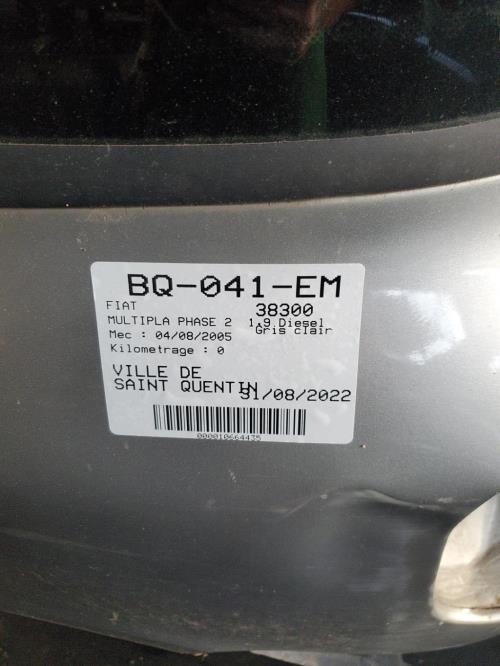 BQ-041-EM
FIAT 38300
MULTIPLA PHASE 2 1.9 Diesel
Mec : 04/08/2005 Gris clair
Kilometrage : 0
VILLE DE
SAINT QUENTIN 31/08/2022
000010664435